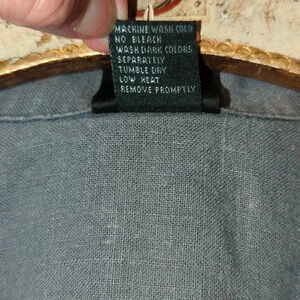 MACHINE WASH COLD
NO BLEACH
WASH DARK COLORS
SEPARATELY
TUMBLE DRY
LOW HEAT
REMOVE PROMPTLY